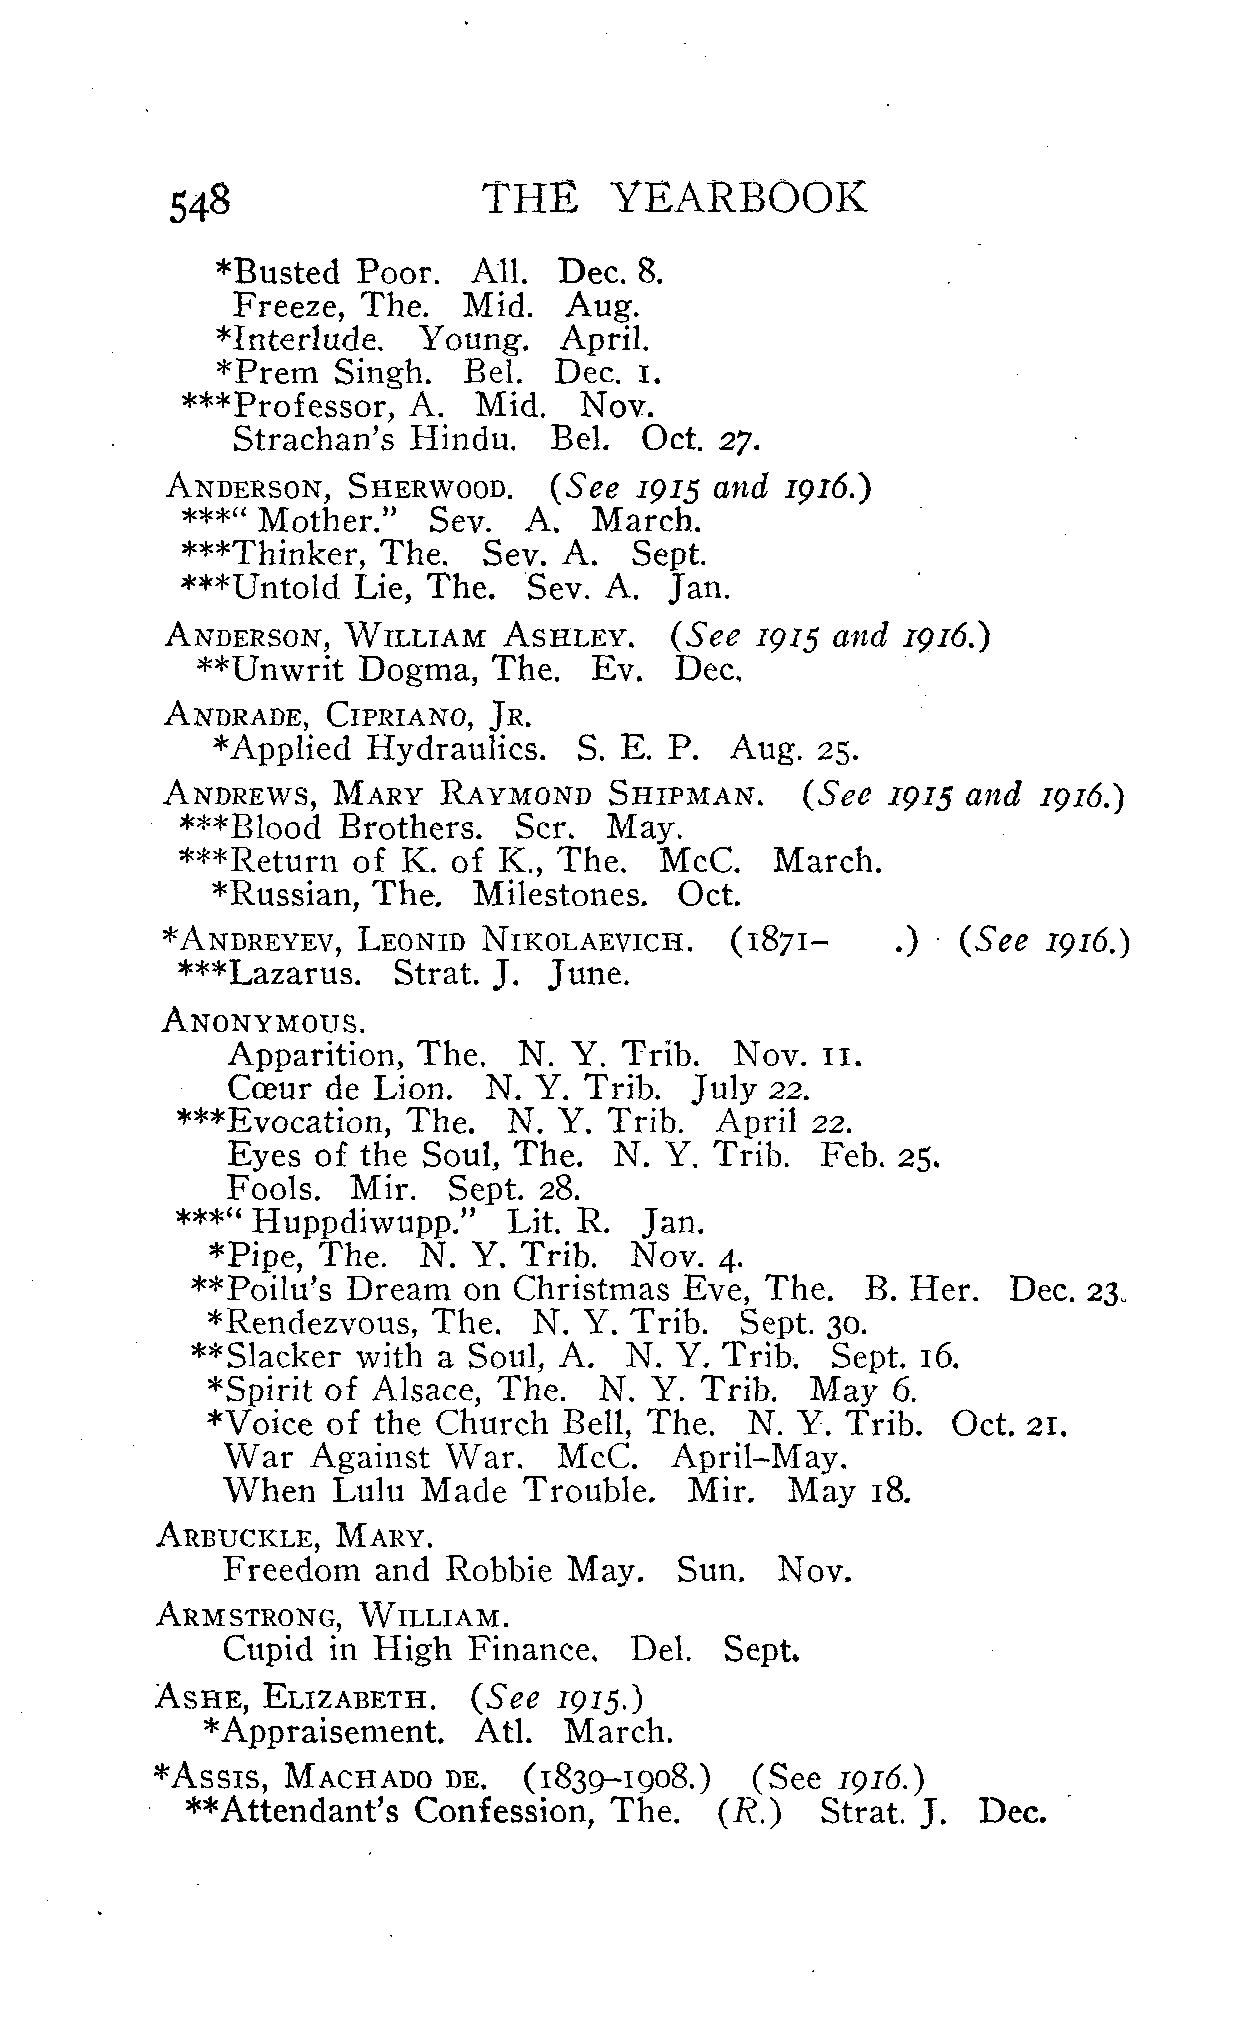 548 THE YEARBOOK
*Busted Poor. All. Dec. 8.
Freeze, The. Mid. Aug.
*Interlude. Young. April.
*Prem Singh. Bel. Dec. 1.
***Professor, A. Mid. Nov.
Strachan's Hindu. Bel. Oct. 27.
ANDERSON, SHERWOOD. (See 1915 and 1916.)
***“ Mother.” Sev. A. March.
***Thinker, The. Sev. A. Sept.
***Untold Lie, The. Sev. A. Jan.
ANDERSON, WILLIAM ASHLEY. (See 1915 and 1916.)
**Unwrit Dogma, The. Ev. Dec.
ANDRADE, CIPRIANO, JR.
*Applied Hydraulics. S. E. P. Aug. 25.
ANDREWS, MARY RAYMOND SHIPMAN. (See 1915 and 1916.)
***Blood Brothers. Scr. May.
***Return of K. of K., The. McC. March.
*Russian, The. Milestones. Oct.
*ANDREYEV, LEONID NIKOLAEVICH. (1871– .) (See 1916.)
***Lazarus. Strat. J. June.
ANONYMOUS.
Apparition, The. N. Y. Trib. Nov. 11.
Cœur de Lion. N. Y. Trib. July 22.
***Evocation, The. N. Y. Trib. April 22.
Eyes of the Soul, The. N. Y. Trib. Feb. 25.
Fools. Mir. Sept. 28.
***“ Huppdiwupp.” Lit. R. Jan.
*Pipe, The. N. Y. Trib. Nov. 4.
**Poilu's Dream on Christmas Eve, The. B. Her. Dec. 23.
*Rendezvous, The. N. Y. Trib. Sept. 30.
**Slacker with a Soul, A. N. Y. Trib. Sept. 16.
*Spirit of Alsace, The. N. Y. Trib. May 6.
*Voice of the Church Bell, The. N. Y. Trib. Oct. 21.
War Against War. McC. April–May.
When Lulu Made Trouble. Mir. May 18.
ARBUCKLE, MARY.
Freedom and Robbie May. Sun. Nov.
ARMSTRONG, WILLIAM.
Cupid in High Finance. Del. Sept.
ASHE, ELIZABETH. (See 1915.)
*Appraisement. Atl. March.
*ASSIS, MACHADO DE. (1839–1908.) (See 1916.)
**Attendant's Confession, The. (R.) Strat. J. Dec.